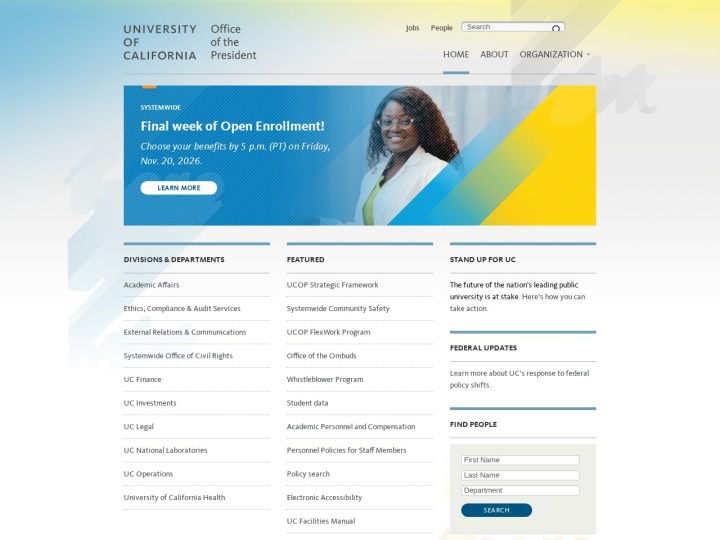 UNIVERSITY
OF
CALIFORNIA
Office
of the
President
Jobs
People
Search
HOME
ABOUT
ORGANIZATION
SYSTEMWIDE
Final week of Open Enrollment!
Choose your benefits by 5 p.m. (PT) on Friday,
Nov. 20, 2026.
LEARN MORE
DIVISIONS & DEPARTMENTS
Academic Affairs
Ethics, Compliance & Audit Services
External Relations & Communications
Systemwide Office of Civil Rights
UC Finance
UC Investments
UC Legal
UC National Laboratories
UC Operations
University of California Health
FEATURED
UCOP Strategic Framework
Systemwide Community Safety
UCOP FlexWork Program
Office of the Ombuds
Whistleblower Program
Student data
Academic Personnel and Compensation
Personnel Policies for Staff Members
Policy search
Electronic Accessibility
UC Facilities Manual
STAND UP FOR UC
The future of the nation's leading public
university is at stake. Here's how you can
take action.
FEDERAL UPDATES
Learn more about UC's response to federal
policy shifts.
FIND PEOPLE
First Name
Last Name
Department
SEARCH